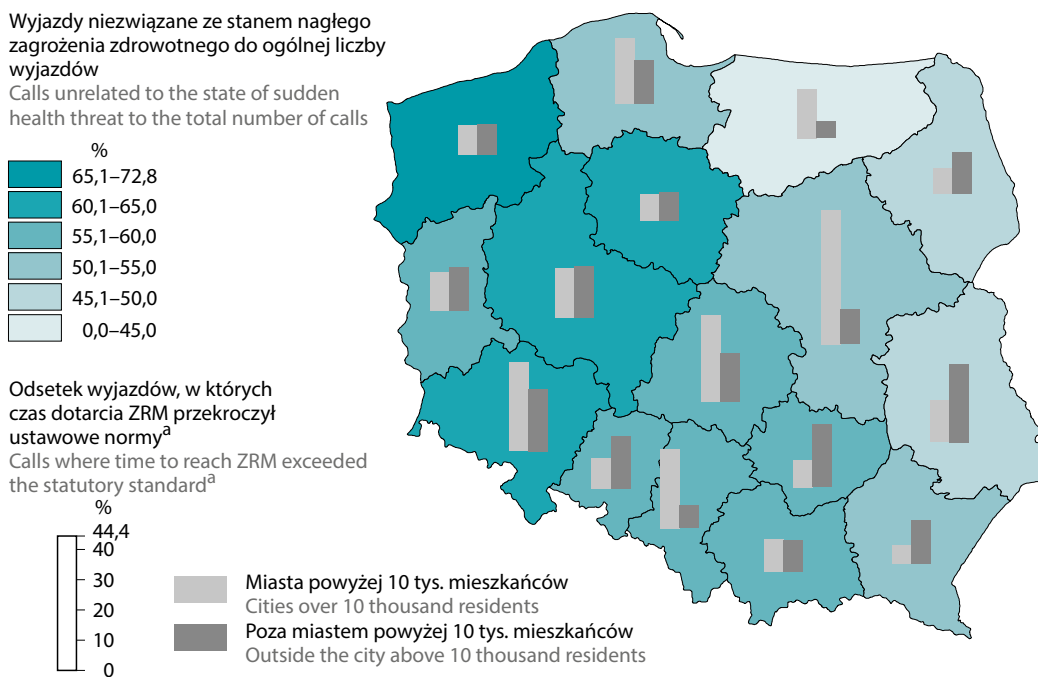 Wyjazdy niezwiązane ze stanem nagłego
zagrożenia zdrowotnego do ogólnej liczby
wyjazdów
Calls unrelated to the state of sudden
health threat to the total number of calls
%
65,1–72,8
60,1–65,0
55,1–60,0
50,1–55,0
45,1–50,0
0,0–45,0
Odsetek wyjazdów, w których
czas dotarcia ZRM przekroczył
ustawowe normyᵃ
Calls where time to reach ZRM exceeded
the statutory standardᵃ
%
44,4
40
30
20
10
0
Miasta powyżej 10 tys. mieszkańców
Cities over 10 thousand residents
Poza miastem powyżej 10 tys. mieszkańców
Outside the city above 10 thousand residents